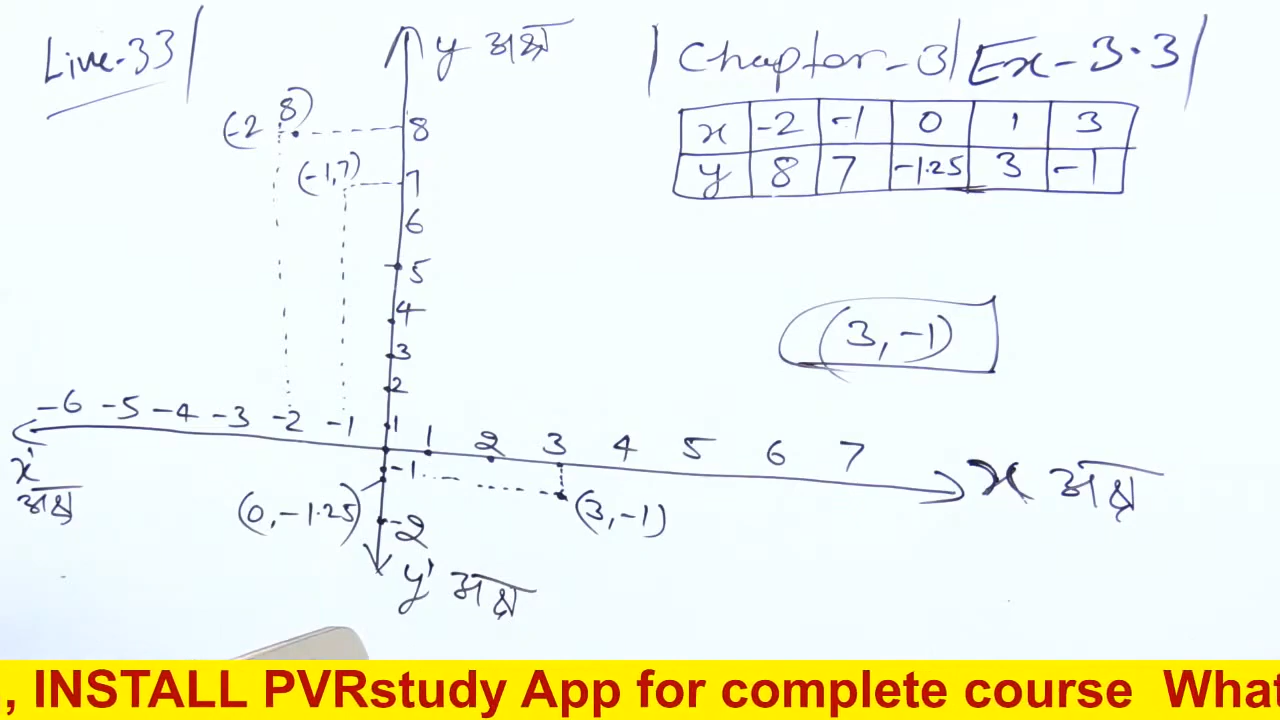 Live-33
y अक्ष
Chapter-3 Ex-3.3
x -2 -1 0 1 3
y 8 7 -1.25 3 -1
(-2 8)
8
(-1,7)
7
6
5
4
3
2
1
(3,-1)
-6 -5 -4 -3 -2 -1 1 2 3 4 5 6 7
x'
अक्ष
x अक्ष
-1
(0,-1.25)
(3,-1)
-2
y' अक्ष
, INSTALL PVRstudy App for complete course What